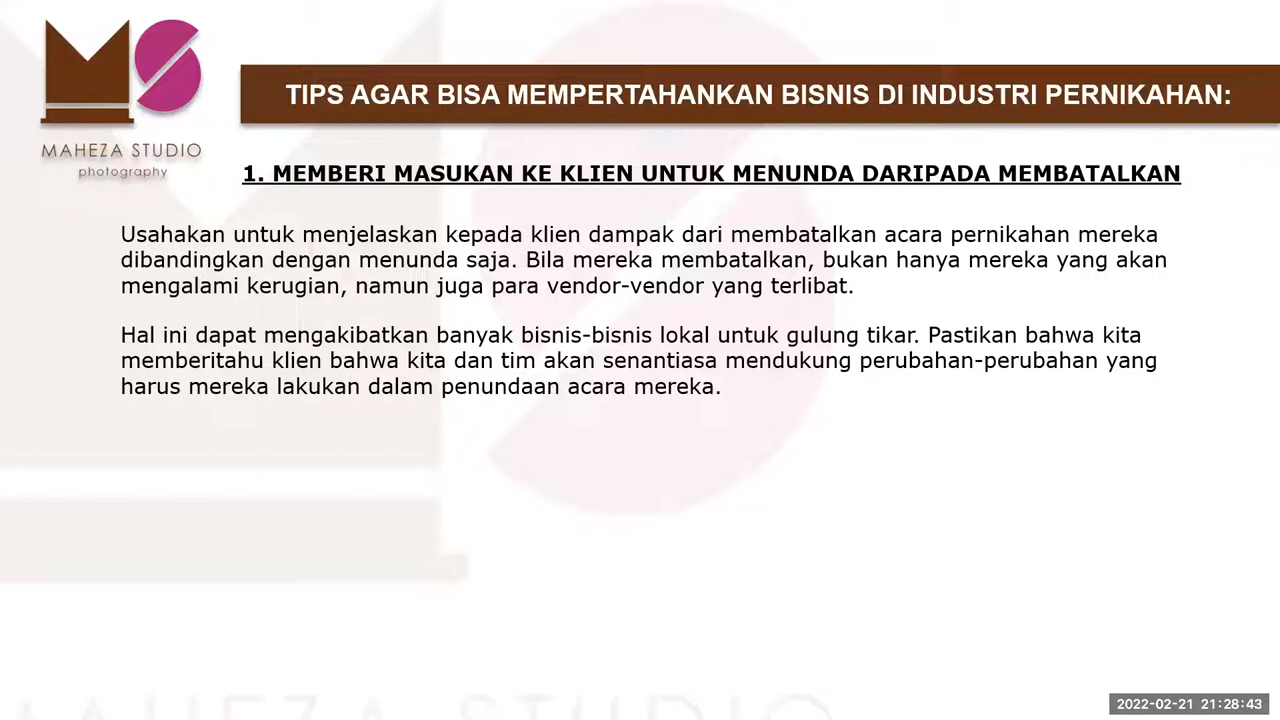 MAHEZA STUDIO
photography
TIPS AGAR BISA MEMPERTAHANKAN BISNIS DI INDUSTRI PERNIKAHAN:
1. MEMBERI MASUKAN KE KLIEN UNTUK MENUNDA DARIPADA MEMBATALKAN
Usahakan untuk menjelaskan kepada klien dampak dari membatalkan acara pernikahan mereka
dibandingkan dengan menunda saja. Bila mereka membatalkan, bukan hanya mereka yang akan
mengalami kerugian, namun juga para vendor-vendor yang terlibat.
Hal ini dapat mengakibatkan banyak bisnis-bisnis lokal untuk gulung tikar. Pastikan bahwa kita
memberitahu klien bahwa kita dan tim akan senantiasa mendukung perubahan-perubahan yang
harus mereka lakukan dalam penundaan acara mereka.
MAHEZA STUDIO
2022-02-21 21:28:43